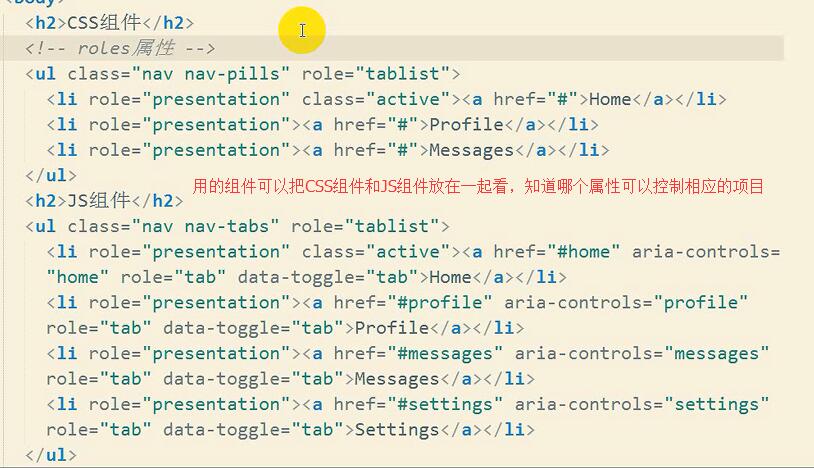 <body>
<h2>CSS组件</h2>
<!-- roles属性 -->
<ul class="nav nav-pills" role="tablist">
<li role="presentation" class="active"><a href="#">Home</a></li>
<li role="presentation"><a href="#">Profile</a></li>
<li role="presentation"><a href="#">Messages</a></li>
</ul>
用的组件可以把CSS组件和JS组件放在一起看，知道哪个属性可以控制相应的项目
<h2>JS组件</h2>
<ul class="nav nav-tabs" role="tablist">
<li role="presentation" class="active"><a href="#home" aria-controls=
"home" role="tab" data-toggle="tab">Home</a></li>
<li role="presentation"><a href="#profile" aria-controls="profile"
role="tab" data-toggle="tab">Profile</a></li>
<li role="presentation"><a href="#messages" aria-controls="messages"
role="tab" data-toggle="tab">Messages</a></li>
<li role="presentation"><a href="#settings" aria-controls="settings"
role="tab" data-toggle="tab">Settings</a></li>
</ul>